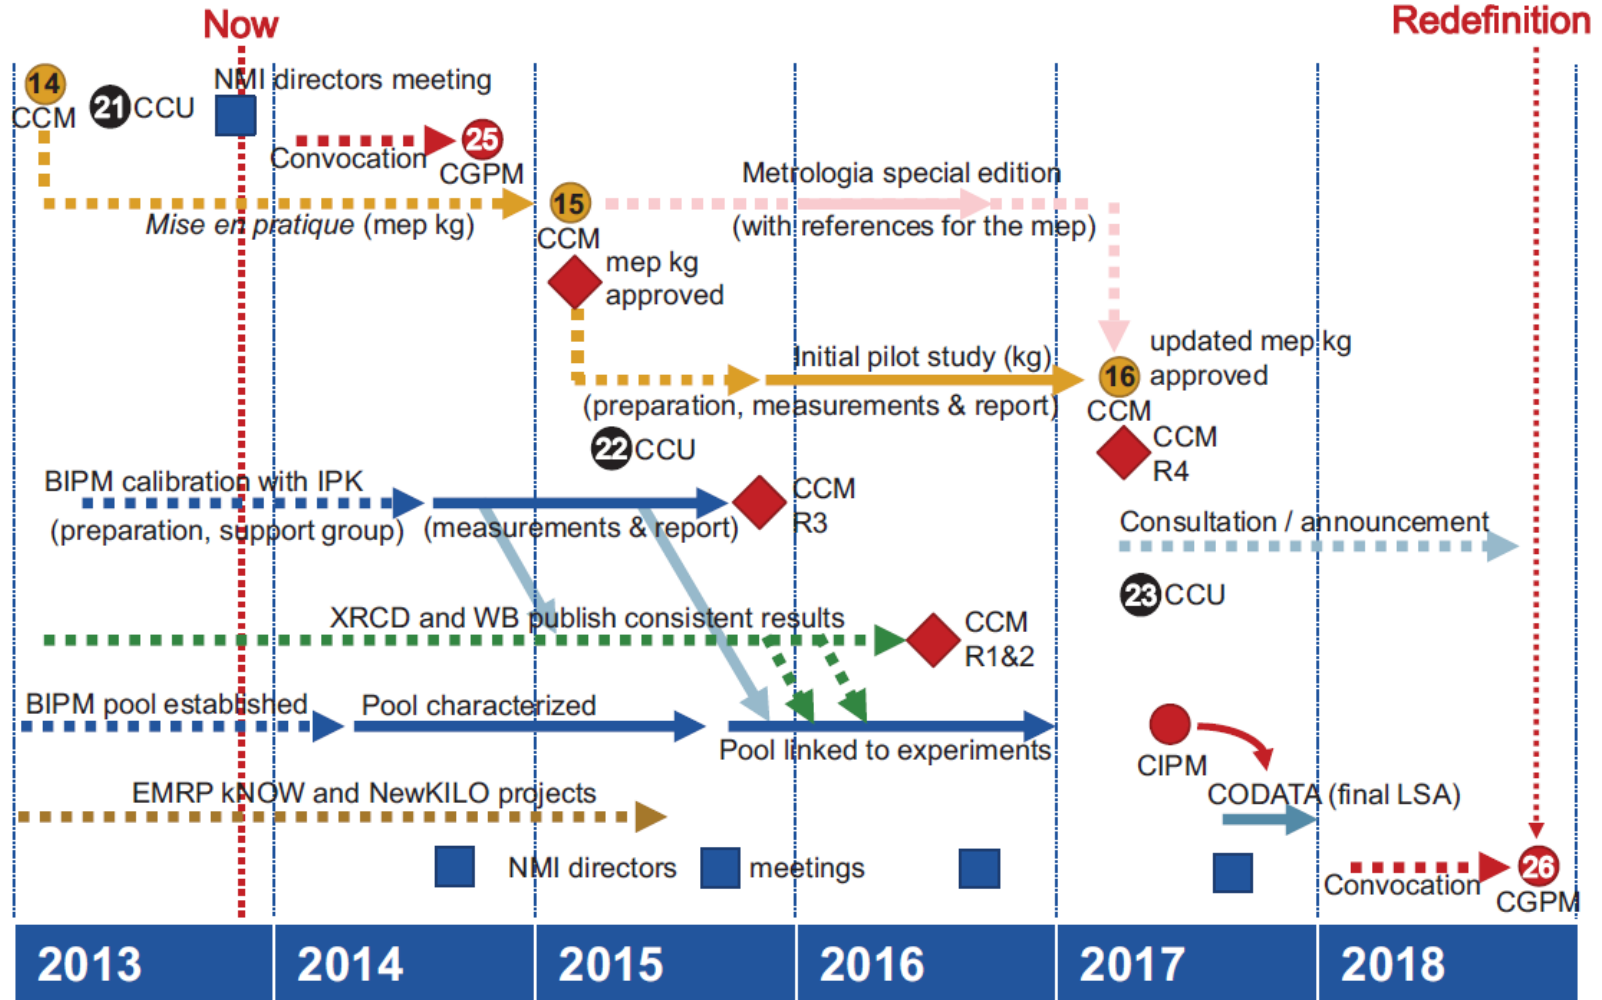 Now
Redefinition
14
CCM
21 CCU
NMI directors meeting
Convocation
25
CGPM
Mise en pratique (mep kg)
15
CCM
Metrologia special edition
(with references for the mep)
mep kg
approved
Initial pilot study (kg)
(preparation, measurements & report)
updated mep kg
approved
16
CCM
22 CCU
CCM
R4
BIPM calibration with IPK
(preparation, support group)
(measurements & report)
CCM
R3
Consultation / announcement
23 CCU
XRCD and WB publish consistent results
CCM
R1&2
BIPM pool established
Pool characterized
Pool linked to experiments
CIPM
CODATA (final LSA)
EMRP kNOW and NewKILO projects
NMI directors meetings
Convocation
26
CGPM
2013
2014
2015
2016
2017
2018